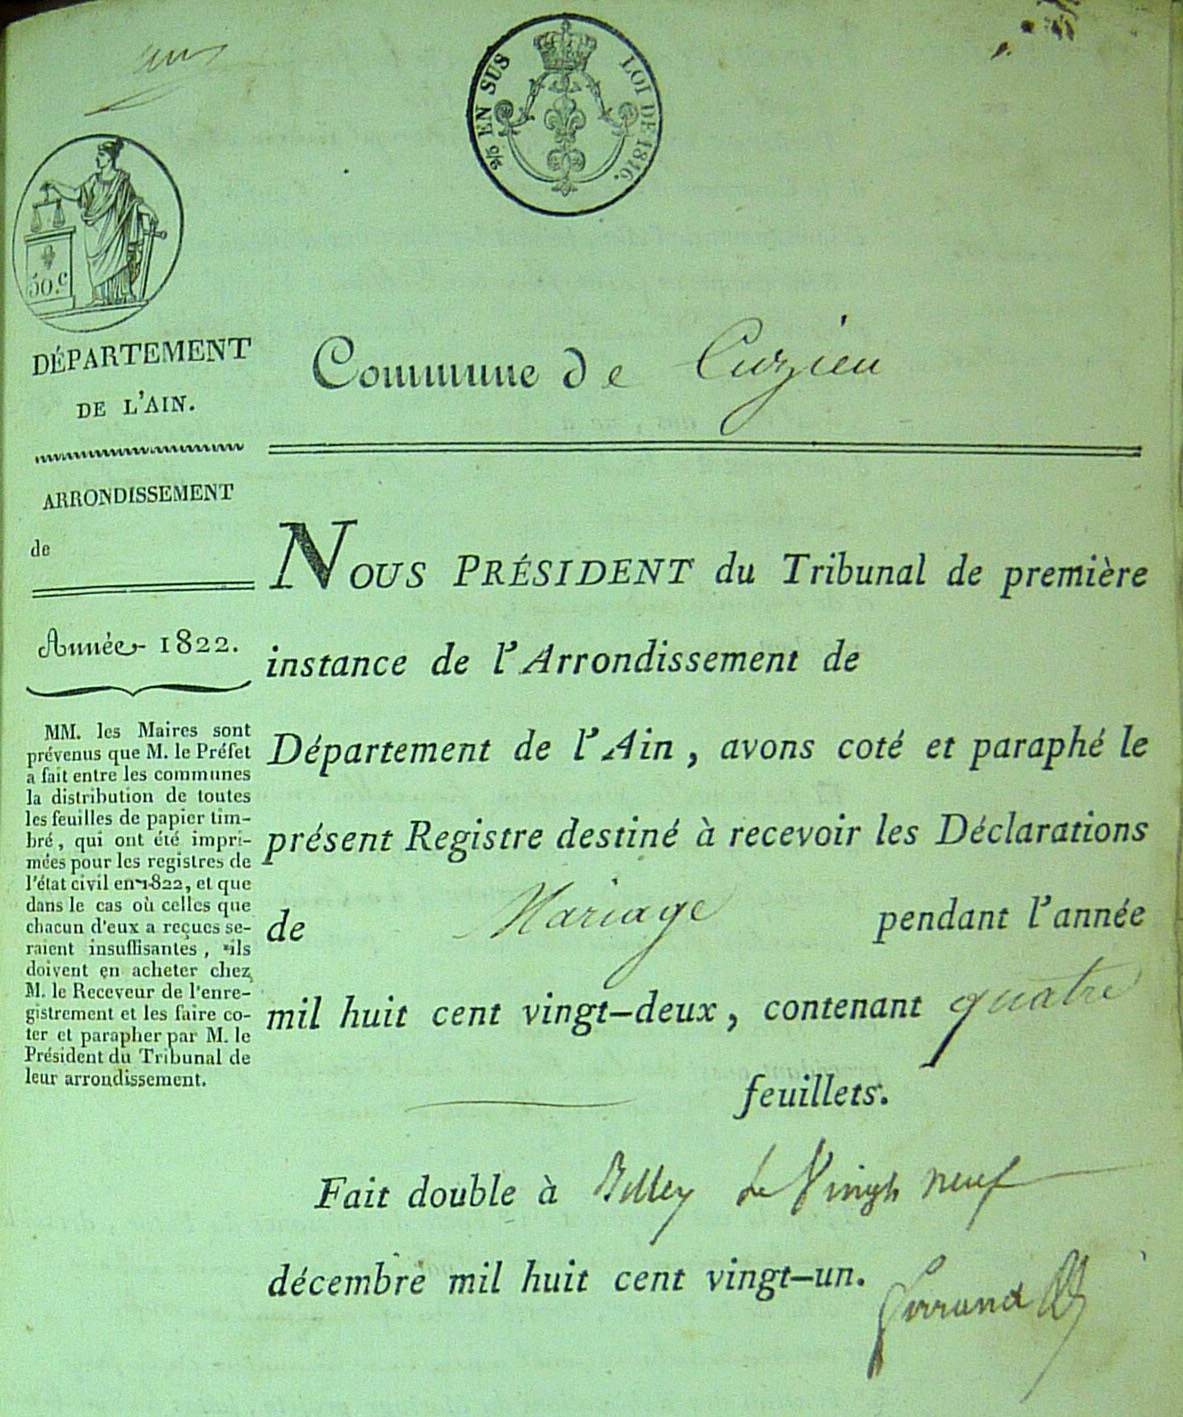 uns
EN SUS
LOI DE 1816.
50.c
DÉPARTEMENT
DE L'AIN.
ARRONDISSEMENT
de
Année 1822.
MM. les Maires sont
prévenus que M. le Préfet
a fait entre les communes
la distribution de toutes
les feuilles de papier tim-
bré, qui ont été impri-
mées pour les registres de
l'état civil en 1822, et que
dans le cas où celles que
chacun d'eux a reçues se-
raient insuffisantes, ils
doivent en acheter chez
M. le Receveur de l'enre-
gistrement et les faire co-
ter et parapher par M. le
Président du Tribunal de
leur arrondissement.
Commune de Cuzieu
NOUS PRÉSIDENT du Tribunal de première
instance de l'Arrondissement de
Département de l'Ain, avons coté et paraphé le
présent Registre destiné à recevoir les Déclarations
de Mariage pendant l'année
mil huit cent vingt-deux, contenant quatre
feuillets.
Fait double à Belley le Vingt neuf
décembre mil huit cent vingt-un.